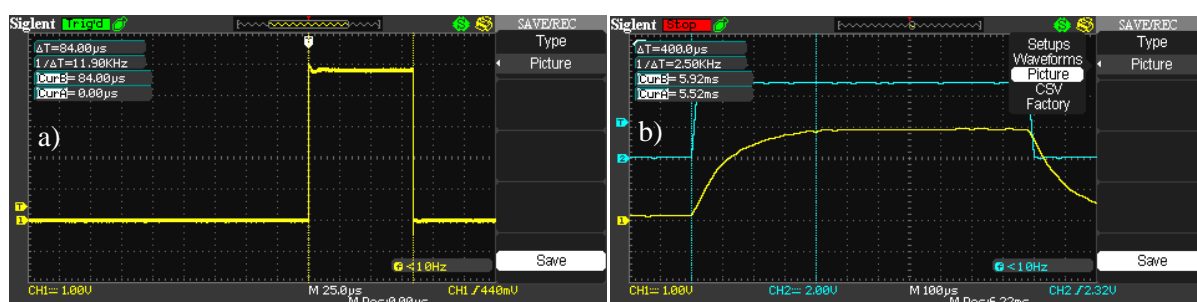 Siglent Trig'd SAVE/REC
ΔT=84.00μs
1/ΔT=11.90KHz
CurB= 84.00μs
CurA= 0.00μs
a)
T
T
1
Type
Picture
Save
f <10Hz
CH1 1.00V M 25.0μs CH1 440mV
M Pos:0.00μs
Siglent Stop SAVE/REC
ΔT=400.0μs
1/ΔT=2.50KHz
CurB= 5.92ms
CurA= 5.52ms
Setups
Waveforms
Picture
CSV
Factory
b)
T
2
1
Type
Picture
Save
f <10Hz
CH1 1.00V CH2 2.00V M 100μs CH2 2.32V